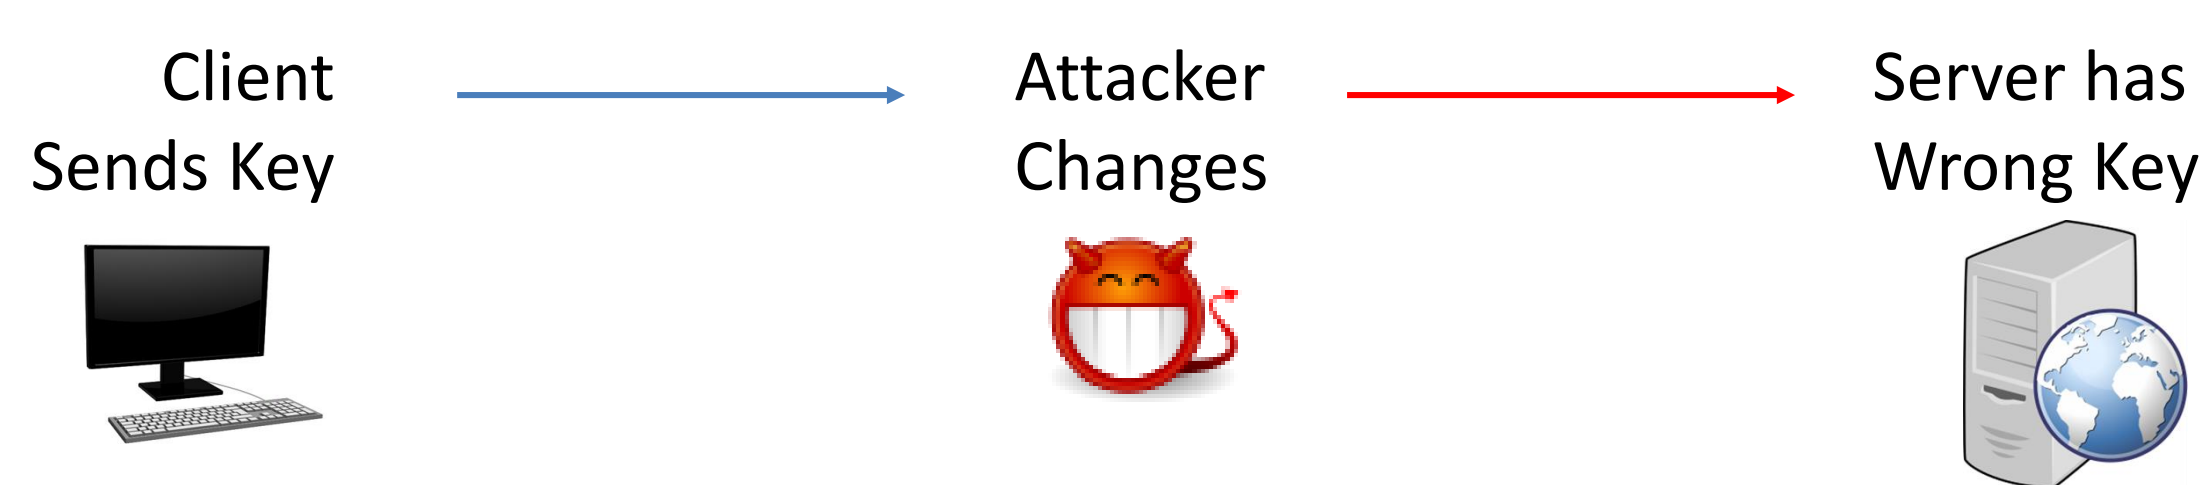 Client
Sends Key
Attacker
Changes
Server has
Wrong Key